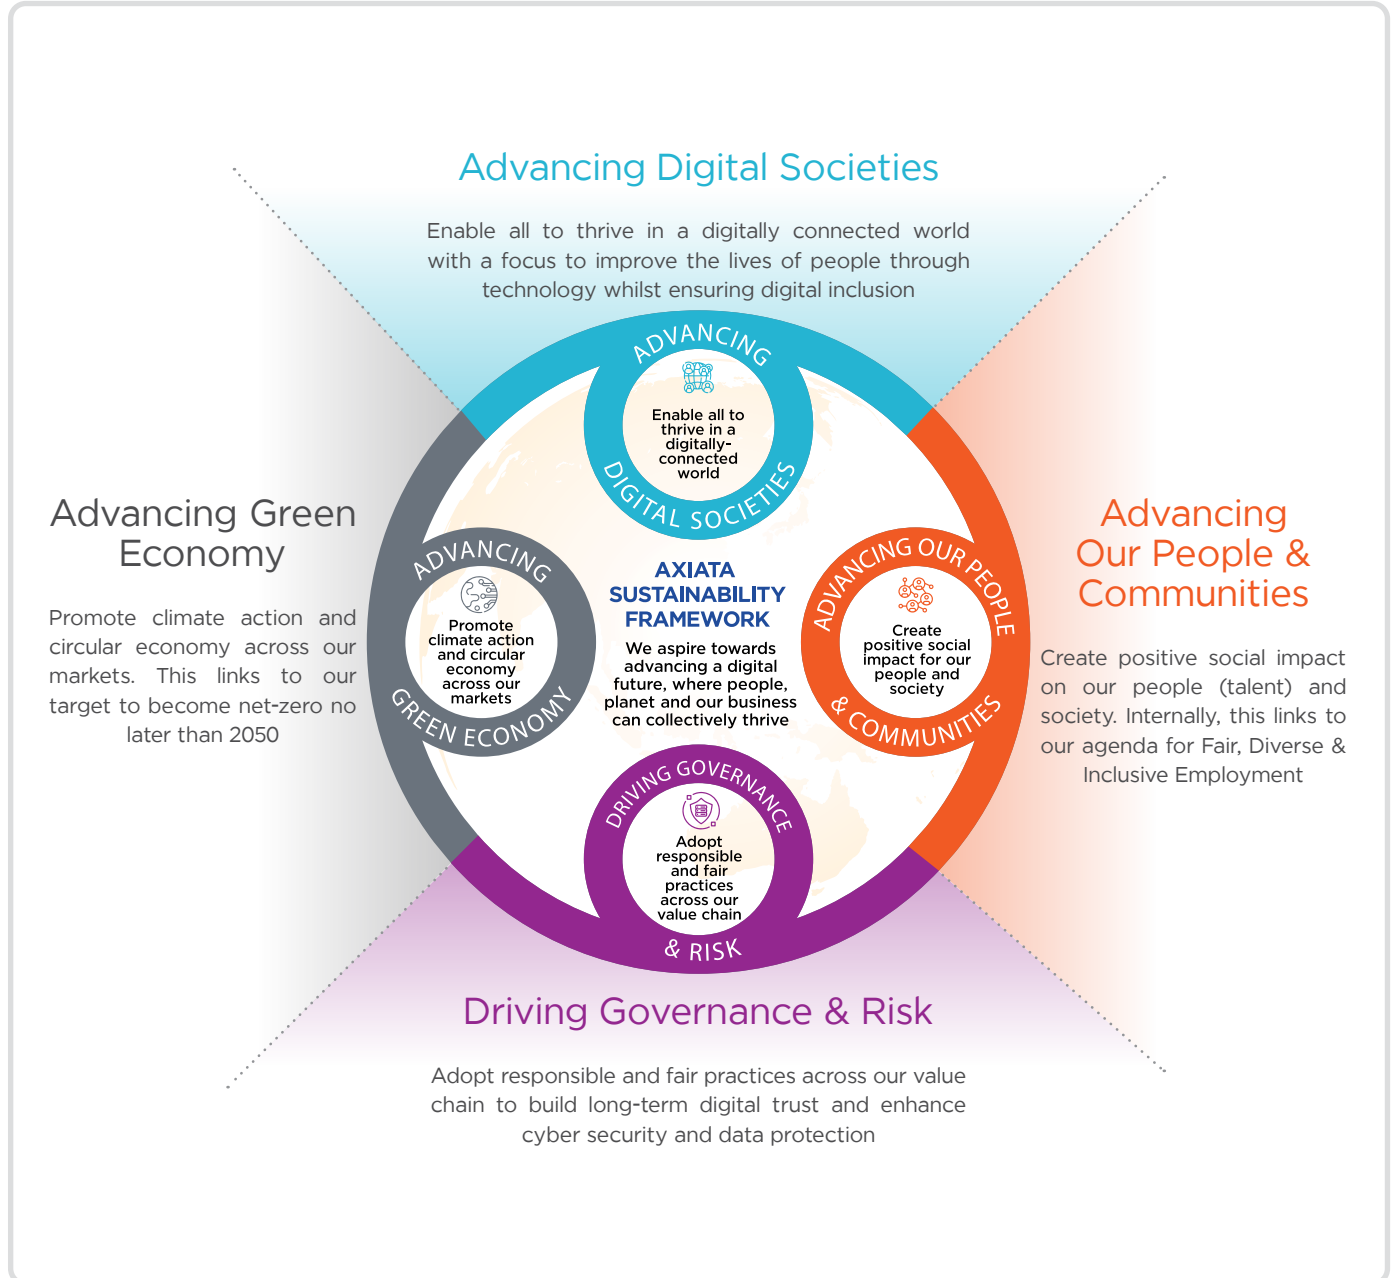 Advancing Digital Societies
Enable all to thrive in a digitally connected world
with a focus to improve the lives of people through
technology whilst ensuring digital inclusion
ADVANCING
Enable all to
thrive in a
digitally-
connected
world
DIGITAL SOCIETIES
Advancing Green
Economy
Promote climate action and
circular economy across our
markets. This links to our
target to become net-zero no
later than 2050
ADVANCING
Promote
climate action
and circular
economy
across our
markets
GREEN ECONOMY
AXIATA
SUSTAINABILITY
FRAMEWORK
We aspire towards
advancing a digital
future, where people,
planet and our business
can collectively thrive
ADVANCING OUR PEOPLE
Create
positive social
impact for our
people and
society
& COMMUNITIES
Advancing
Our People &
Communities
Create positive social impact
on our people (talent) and
society. Internally, this links to
our agenda for Fair, Diverse &
Inclusive Employment
DRIVING GOVERNANCE
Adopt
responsible
and fair
practices
across our
value chain
& RISK
Driving Governance & Risk
Adopt responsible and fair practices across our value
chain to build long-term digital trust and enhance
cyber security and data protection